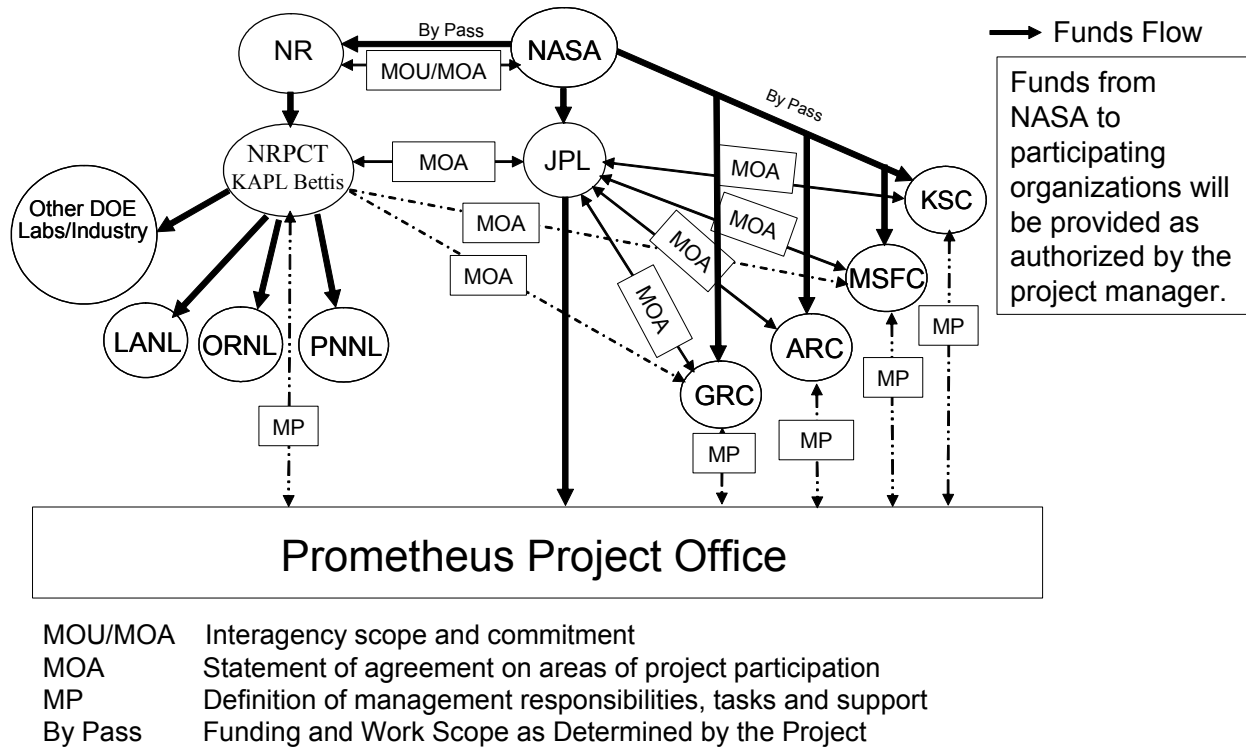 By Pass
NR
NASA
Funds Flow
MOU/MOA
By Pass
Funds from
NASA to
participating
organizations will
be provided as
authorized by the
project manager.
NRPCT
KAPL Bettis
MOA
JPL
MOA
KSC
Other DOE
Labs/Industry
MOA
MOA
MOA
MSFC
MOA
MOA
LANL
ORNL
PNNL
ARC
MP
GRC
MP
MP
MP
MP
Prometheus Project Office
MOU/MOA Interagency scope and commitment
MOA Statement of agreement on areas of project participation
MP Definition of management responsibilities, tasks and support
By Pass Funding and Work Scope as Determined by the Project